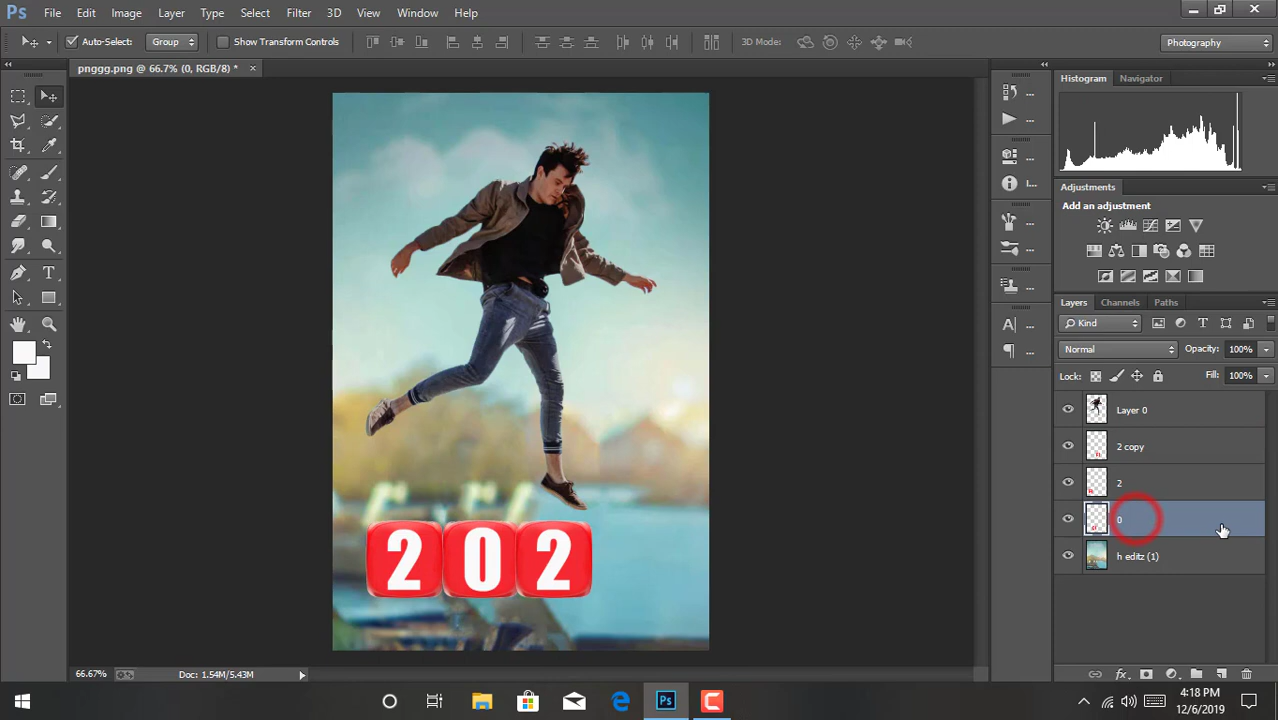 Ps File Edit Image Layer Type Select Filter 3D View Window Help
Auto-Select: Group Show Transform Controls 3D Mode: Photography
pnggg.png @ 66.7% (0, RGB/8) * ×
Histogram Navigator
Adjustments
Add an adjustment
Layers Channels Paths
Kind
Normal Opacity: 100%
Lock: Fill: 100%
Layer 0
2 copy
2
0
h editz (1)
202
66.67% Doc: 1.54M/5.43M
Ps
4:18 PM
12/6/2019